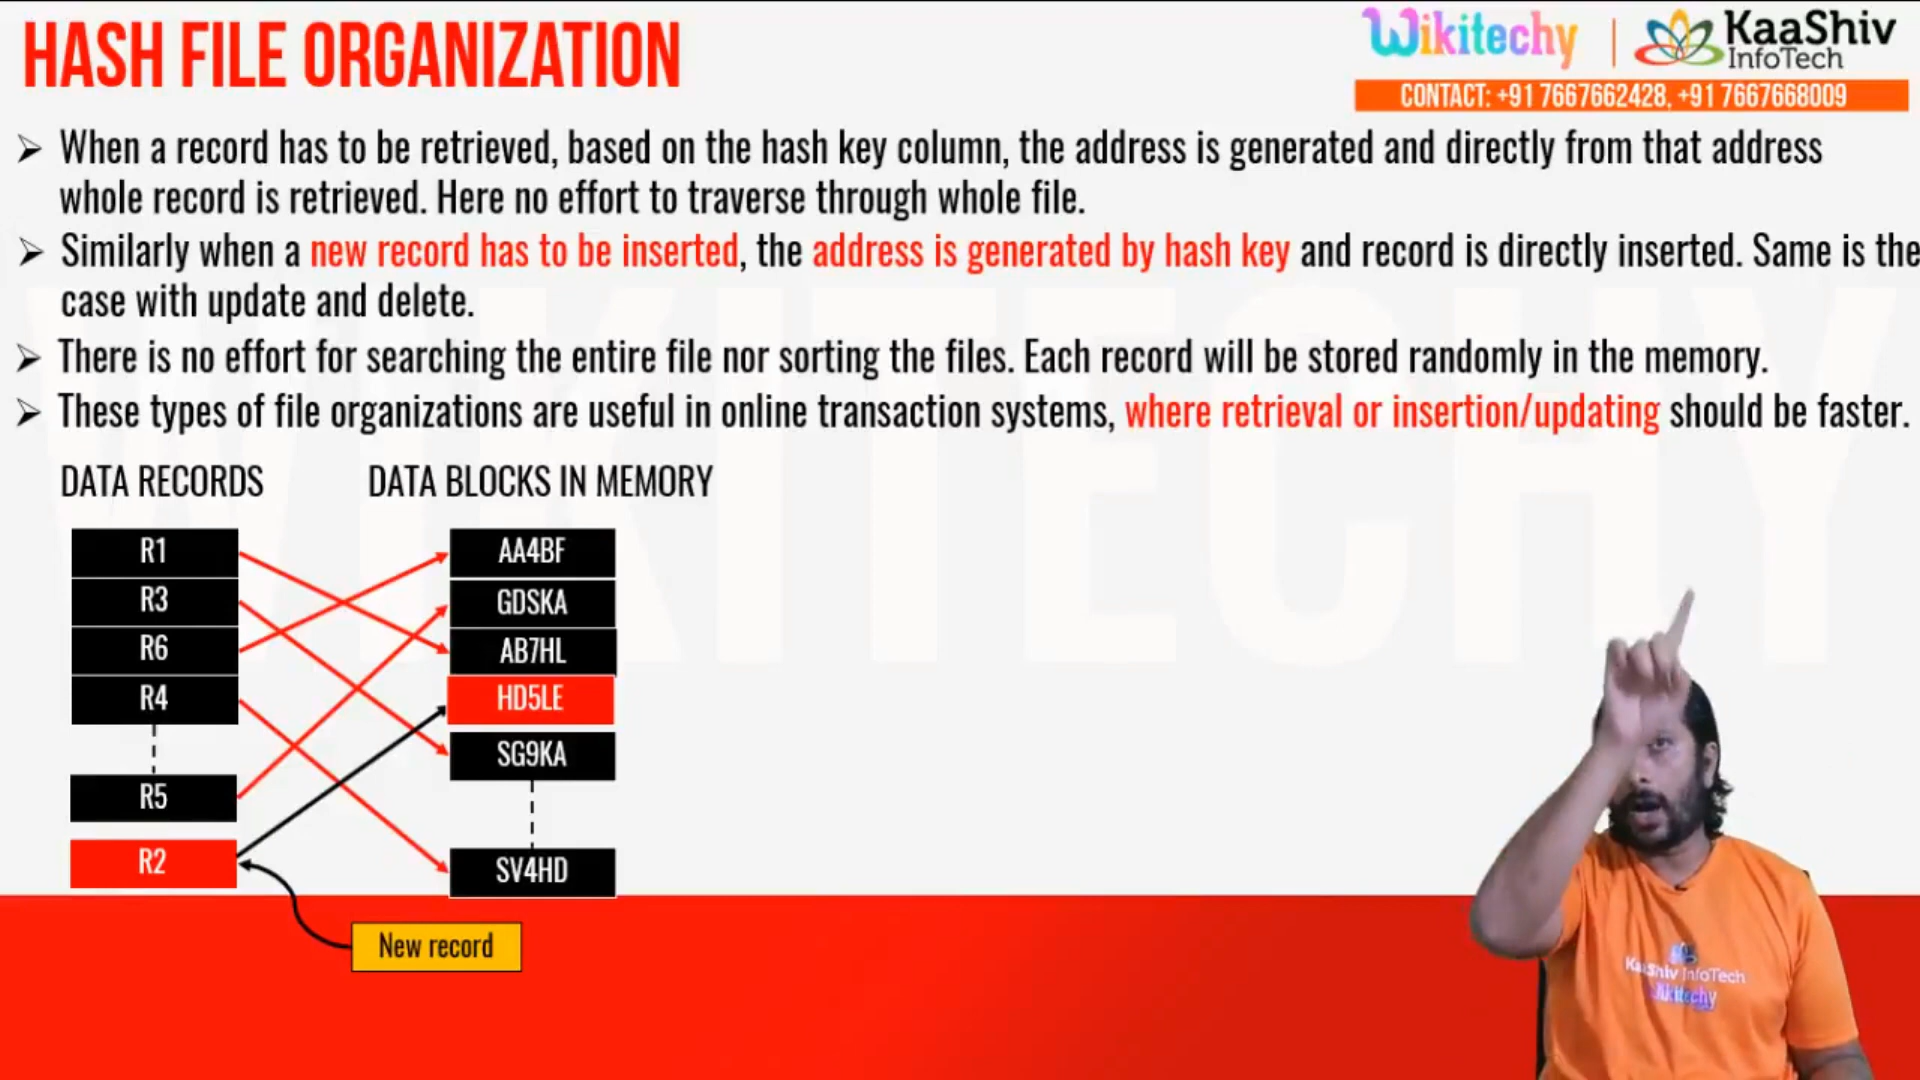 HASH FILE ORGANIZATION
Wikitechy
KaaShiv
InfoTech
CONTACT: +91 7667662428, +91 7667668009
When a record has to be retrieved, based on the hash key column, the address is generated and directly from that address
whole record is retrieved. Here no effort to traverse through whole file.
Similarly when a new record has to be inserted, the address is generated by hash key and record is directly inserted. Same is the
case with update and delete.
There is no effort for searching the entire file nor sorting the files. Each record will be stored randomly in the memory.
These types of file organizations are useful in online transaction systems, where retrieval or insertion/updating should be faster.
WIKITECHY
DATA RECORDS
R1
R3
R6
R4
R5
R2
DATA BLOCKS IN MEMORY
AA4BF
GDSKA
AB7HL
HD5LE
SG9KA
SV4HD
New record
KaaShiv InfoTech
Wikitechy